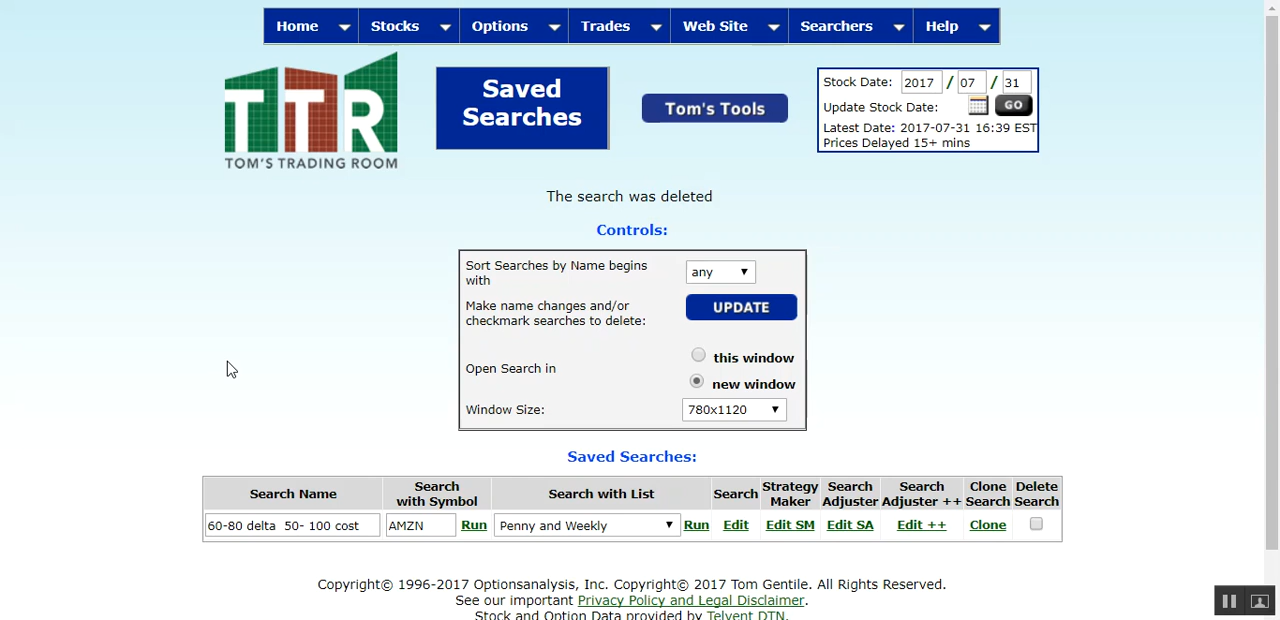 Home Stocks Options Trades Web Site Searchers Help
TTR
TOM'S TRADING ROOM
Saved
Searches
Tom's Tools
Stock Date: 2017 / 07 / 31
Update Stock Date: GO
Latest Date: 2017-07-31 16:39 EST
Prices Delayed 15+ mins
The search was deleted
Controls:
Sort Searches by Name begins
with
any
Make name changes and/or
checkmark searches to delete:
UPDATE
Open Search in
this window
new window
Window Size: 780x1120
Saved Searches:
Search Name
Search
with Symbol
Search with List
Search
Strategy
Maker
Search
Adjuster
Search
Adjuster ++
Clone
Search
Delete
Search
60-80 delta 50- 100 cost AMZN Run Penny and Weekly Run Edit Edit SM Edit SA Edit ++ Clone
Copyright© 1996-2017 Optionsanalysis, Inc. Copyright© 2017 Tom Gentile. All Rights Reserved.
See our important Privacy Policy and Legal Disclaimer.
Stock and Option Data provided by Telvent DTN.